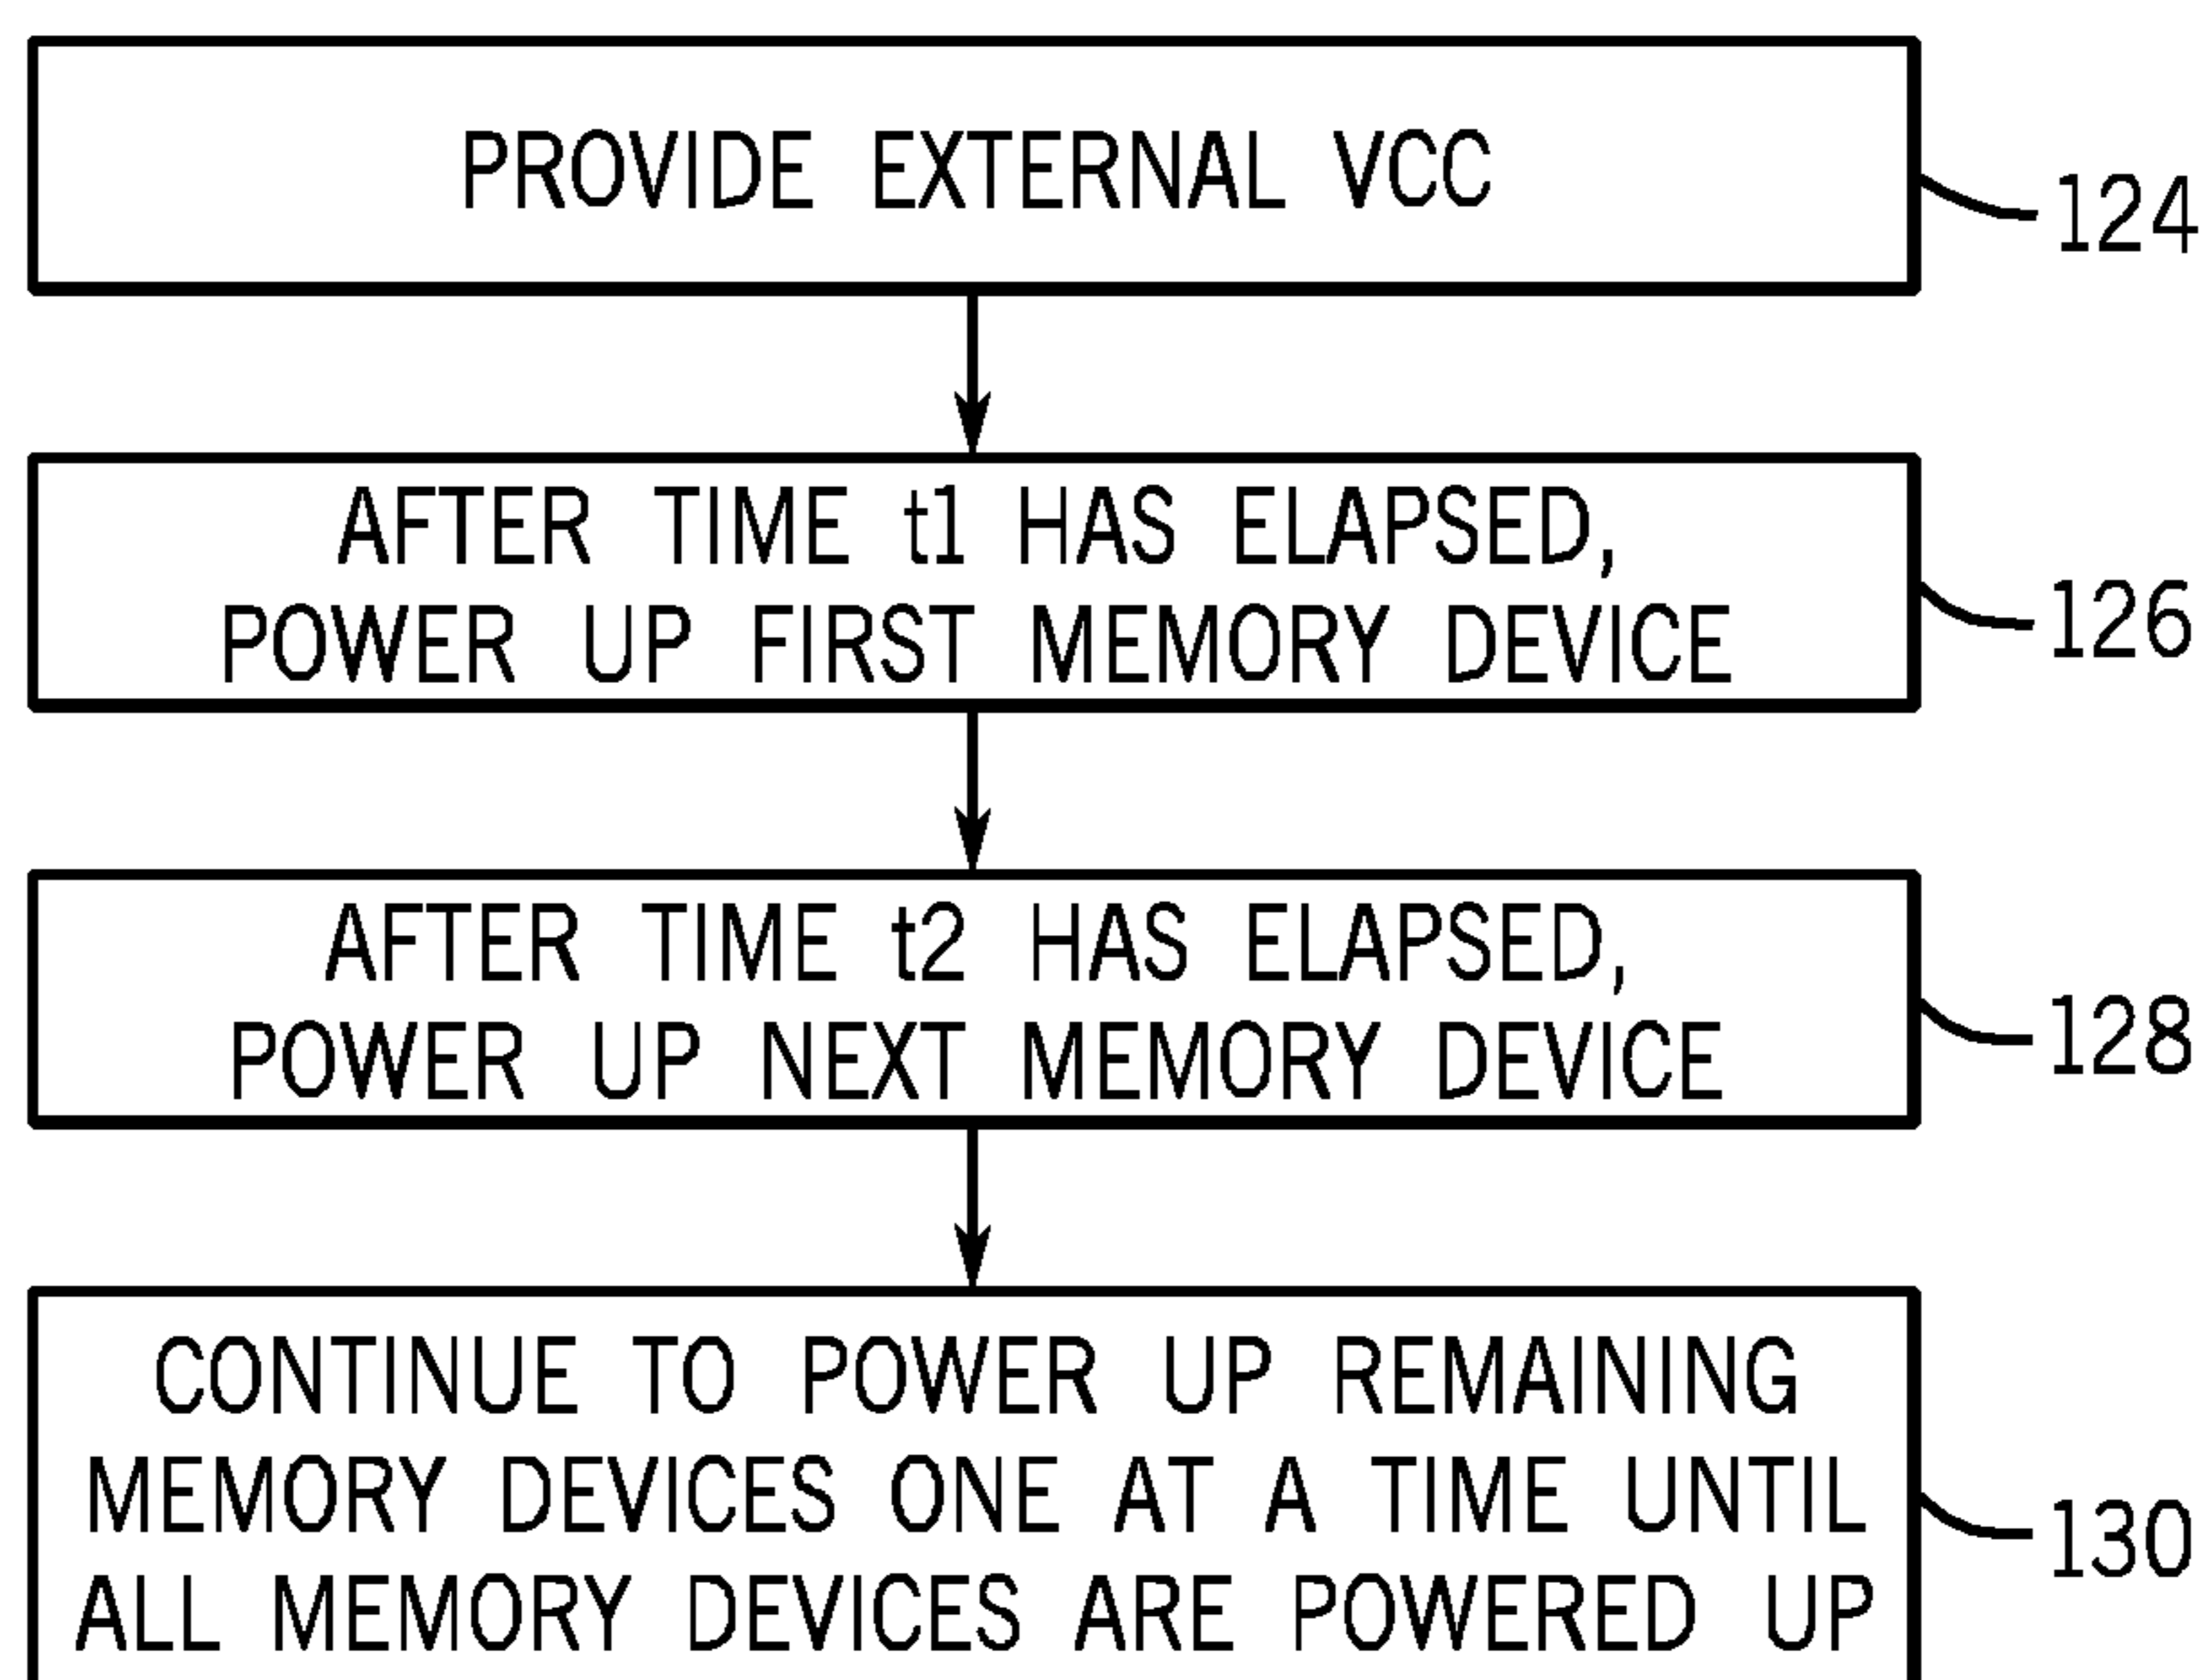 PROVIDE EXTERNAL VCC
124
AFTER TIME t1 HAS ELAPSED,
POWER UP FIRST MEMORY DEVICE
126
AFTER TIME t2 HAS ELAPSED,
POWER UP NEXT MEMORY DEVICE
128
CONTINUE TO POWER UP REMAINING
MEMORY DEVICES ONE AT A TIME UNTIL
ALL MEMORY DEVICES ARE POWERED UP
130